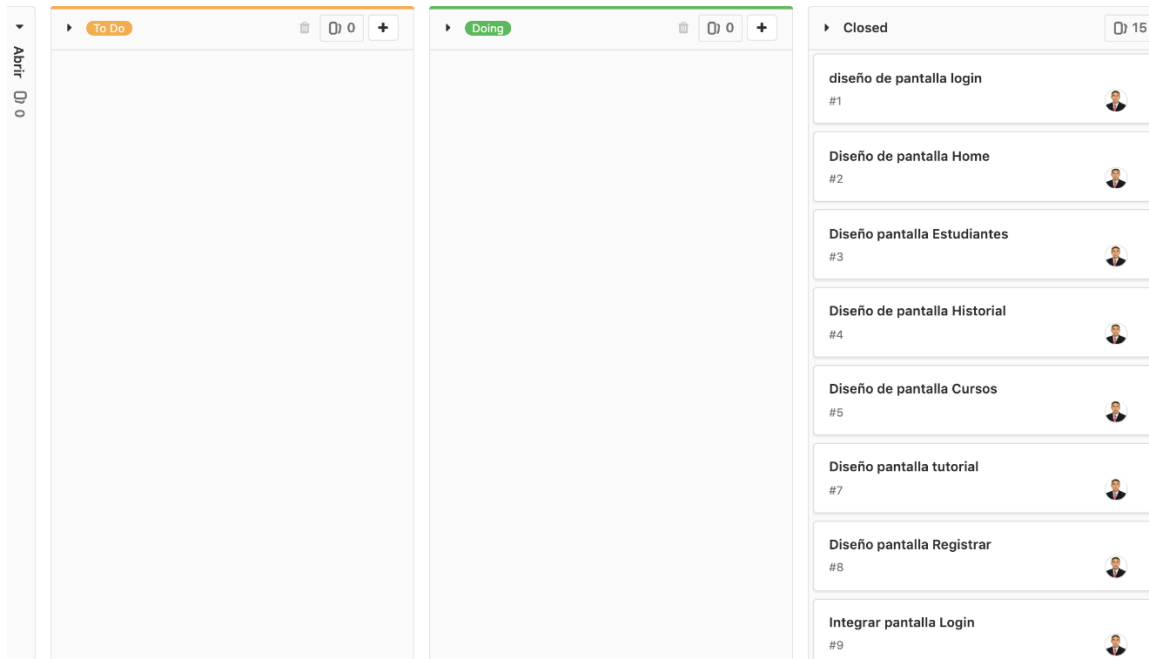 Abrir 0
To Do 0 +
Doing 0 +
Closed 15
diseño de pantalla login
#1
Diseño de pantalla Home
#2
Diseño pantalla Estudiantes
#3
Diseño de pantalla Historial
#4
Diseño de pantalla Cursos
#5
Diseño pantalla tutorial
#7
Diseño pantalla Registrar
#8
Integrar pantalla Login
#9